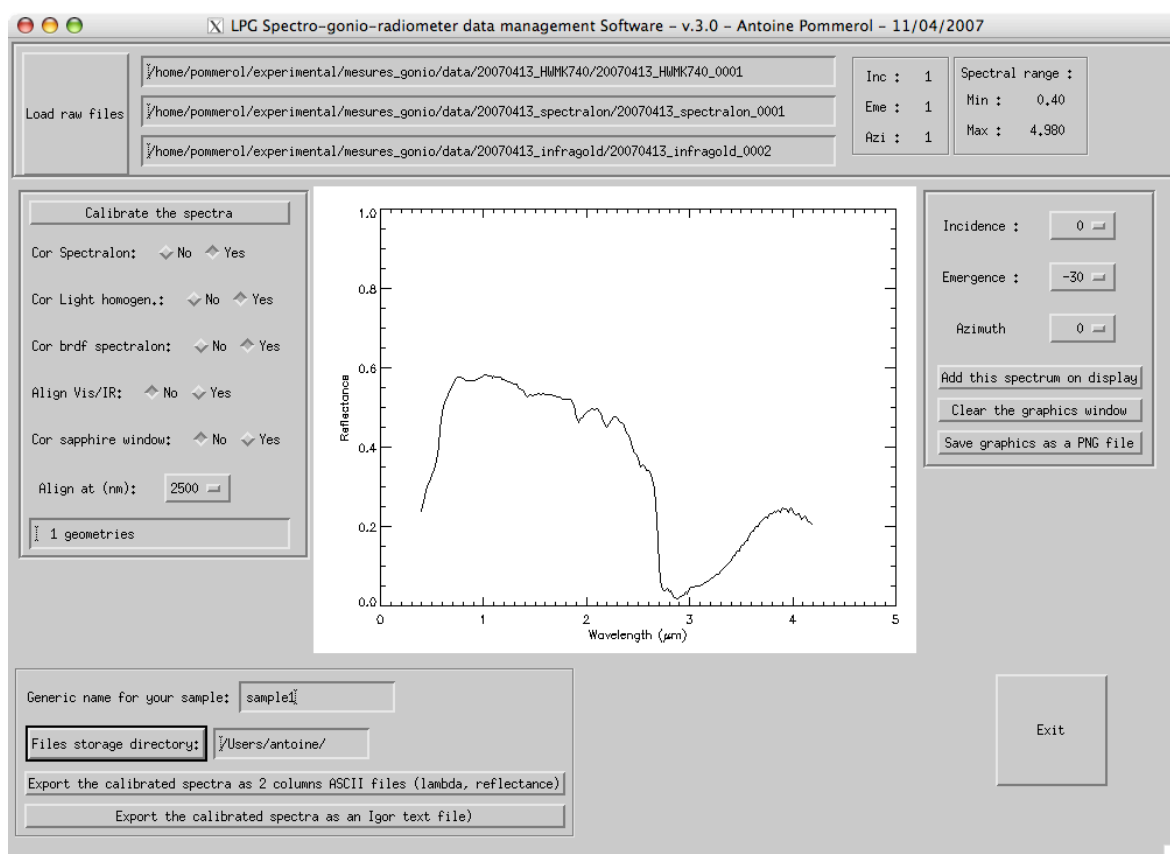 X LPG Spectro-gonio-radiometer data management Software - v.3.0 - Antoine Pommerol - 11/04/2007
Load raw files
/home/pommerol/experimental/mesures_gonio/data/20070413_HWMK740/20070413_HWMK740_0001
/home/pommerol/experimental/mesures_gonio/data/20070413_spectralon/20070413_spectralon_0001
/home/pommerol/experimental/mesures_gonio/data/20070413_infragold/20070413_infragold_0002
Inc : 1
Eme : 1
Azi : 1
Spectral range :
Min : 0.40
Max : 4.980
Calibrate the spectra
Cor Spectralon: No Yes
Cor Light homogen.: No Yes
Cor brdf spectralon: No Yes
Align Vis/IR: No Yes
Cor sapphire window: No Yes
Align at (nm): 2500
1 geometries
1.0
0.8
0.6
0.4
0.2
0.0
Reflectance
0 1 2 3 4 5
Wavelength (μm)
Incidence : 0
Emergence : -30
Azimuth 0
Add this spectrum on display
Clear the graphics window
Save graphics as a PNG file
Generic name for your sample: sample1
Files storage directory: /Users/antoine/
Export the calibrated spectra as 2 columns ASCII files (lambda, reflectance)
Export the calibrated spectra as an Igor text file)
Exit